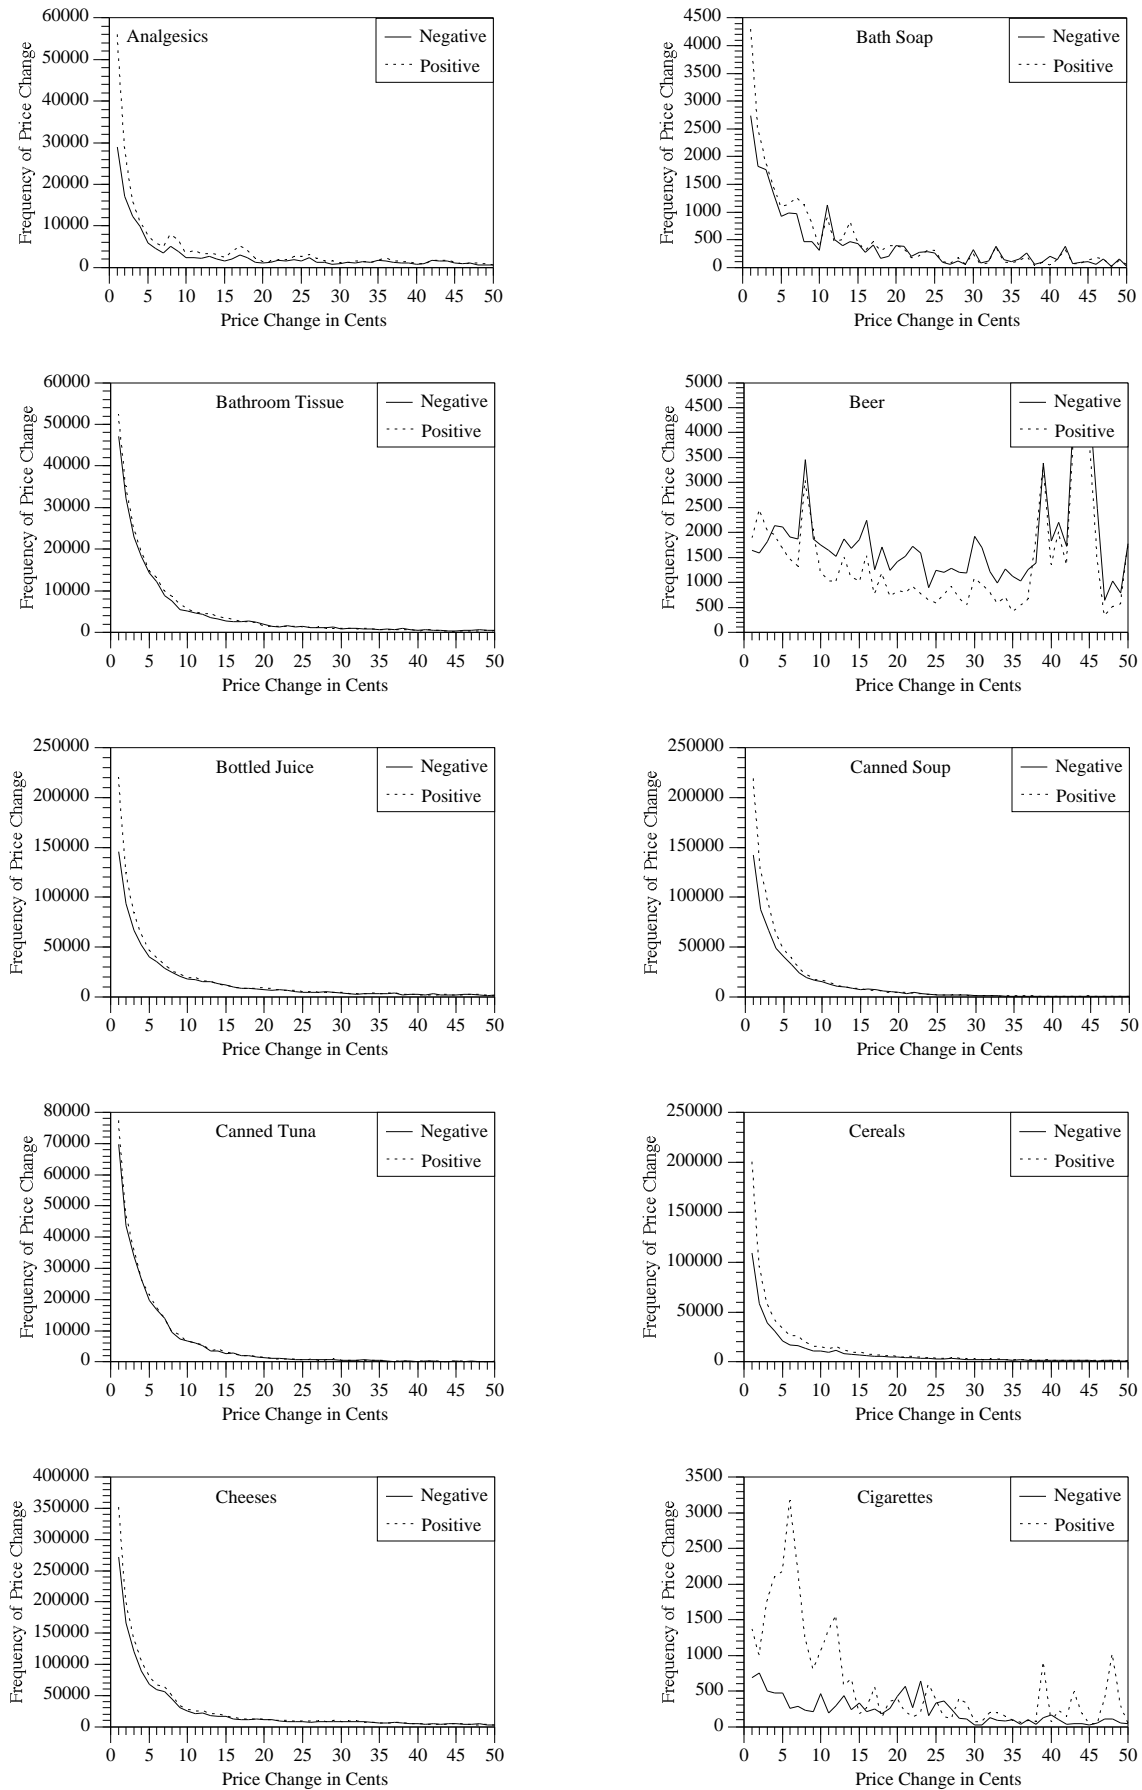 Analgesics
Negative
Positive
Frequency of Price Change
60000
50000
40000
30000
20000
10000
0
0 5 10 15 20 25 30 35 40 45 50
Price Change in Cents
Bath Soap
Negative
Positive
Frequency of Price Change
4500
4000
3500
3000
2500
2000
1500
1000
500
0
0 5 10 15 20 25 30 35 40 45 50
Price Change in Cents
Bathroom Tissue
Negative
Positive
Frequency of Price Change
60000
50000
40000
30000
20000
10000
0
0 5 10 15 20 25 30 35 40 45 50
Price Change in Cents
Beer
Negative
Positive
Frequency of Price Change
5000
4500
4000
3500
3000
2500
2000
1500
1000
500
0
0 5 10 15 20 25 30 35 40 45 50
Price Change in Cents
Bottled Juice
Negative
Positive
Frequency of Price Change
250000
200000
150000
100000
50000
0
0 5 10 15 20 25 30 35 40 45 50
Price Change in Cents
Canned Soup
Negative
Positive
Frequency of Price Change
250000
200000
150000
100000
50000
0
0 5 10 15 20 25 30 35 40 45 50
Price Change in Cents
Canned Tuna
Negative
Positive
Frequency of Price Change
80000
70000
60000
50000
40000
30000
20000
10000
0
0 5 10 15 20 25 30 35 40 45 50
Price Change in Cents
Cereals
Negative
Positive
Frequency of Price Change
250000
200000
150000
100000
50000
0
0 5 10 15 20 25 30 35 40 45 50
Price Change in Cents
Cheeses
Negative
Positive
Frequency of Price Change
400000
350000
300000
250000
200000
150000
100000
50000
0
0 5 10 15 20 25 30 35 40 45 50
Price Change in Cents
Cigarettes
Negative
Positive
Frequency of Price Change
3500
3000
2500
2000
1500
1000
500
0
0 5 10 15 20 25 30 35 40 45 50
Price Change in Cents